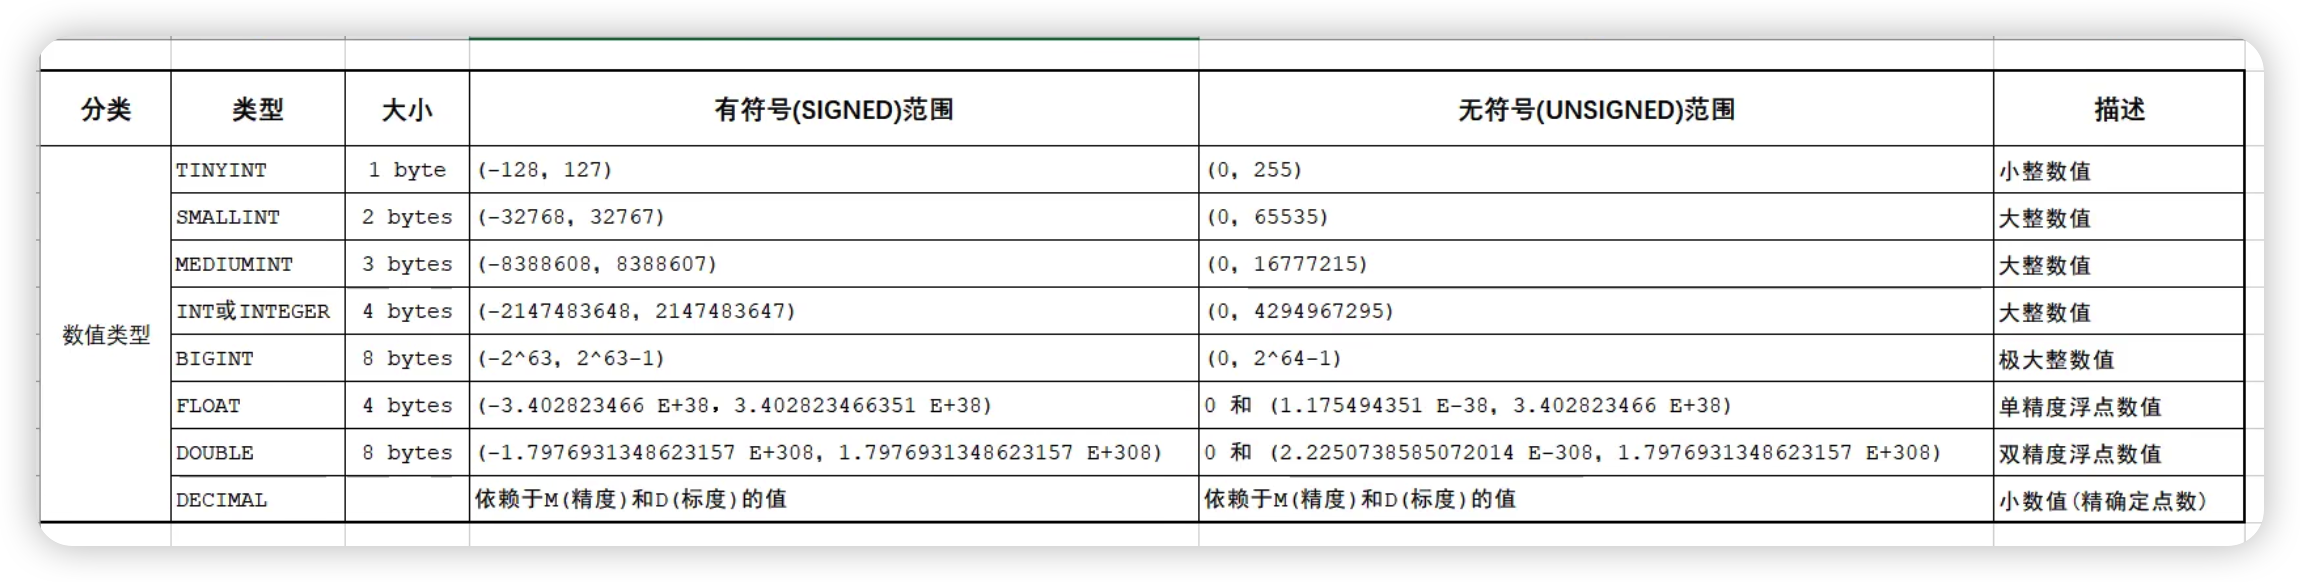 分类 类型 大小 有符号(SIGNED)范围 无符号(UNSIGNED)范围 描述
数值类型
TINYINT 1 byte (-128, 127) (0, 255) 小整数值
SMALLINT 2 bytes (-32768, 32767) (0, 65535) 大整数值
MEDIUMINT 3 bytes (-8388608, 8388607) (0, 16777215) 大整数值
INT或INTEGER 4 bytes (-2147483648, 2147483647) (0, 4294967295) 大整数值
BIGINT 8 bytes (-2^63, 2^63-1) (0, 2^64-1) 极大整数值
FLOAT 4 bytes (-3.402823466 E+38, 3.402823466351 E+38) 0 和 (1.175494351 E-38, 3.402823466 E+38) 单精度浮点数值
DOUBLE 8 bytes (-1.7976931348623157 E+308, 1.7976931348623157 E+308) 0 和 (2.2250738585072014 E-308, 1.7976931348623157 E+308) 双精度浮点数值
DECIMAL 依赖于M(精度)和D(标度)的值 依赖于M(精度)和D(标度)的值 小数值(精确定点数)